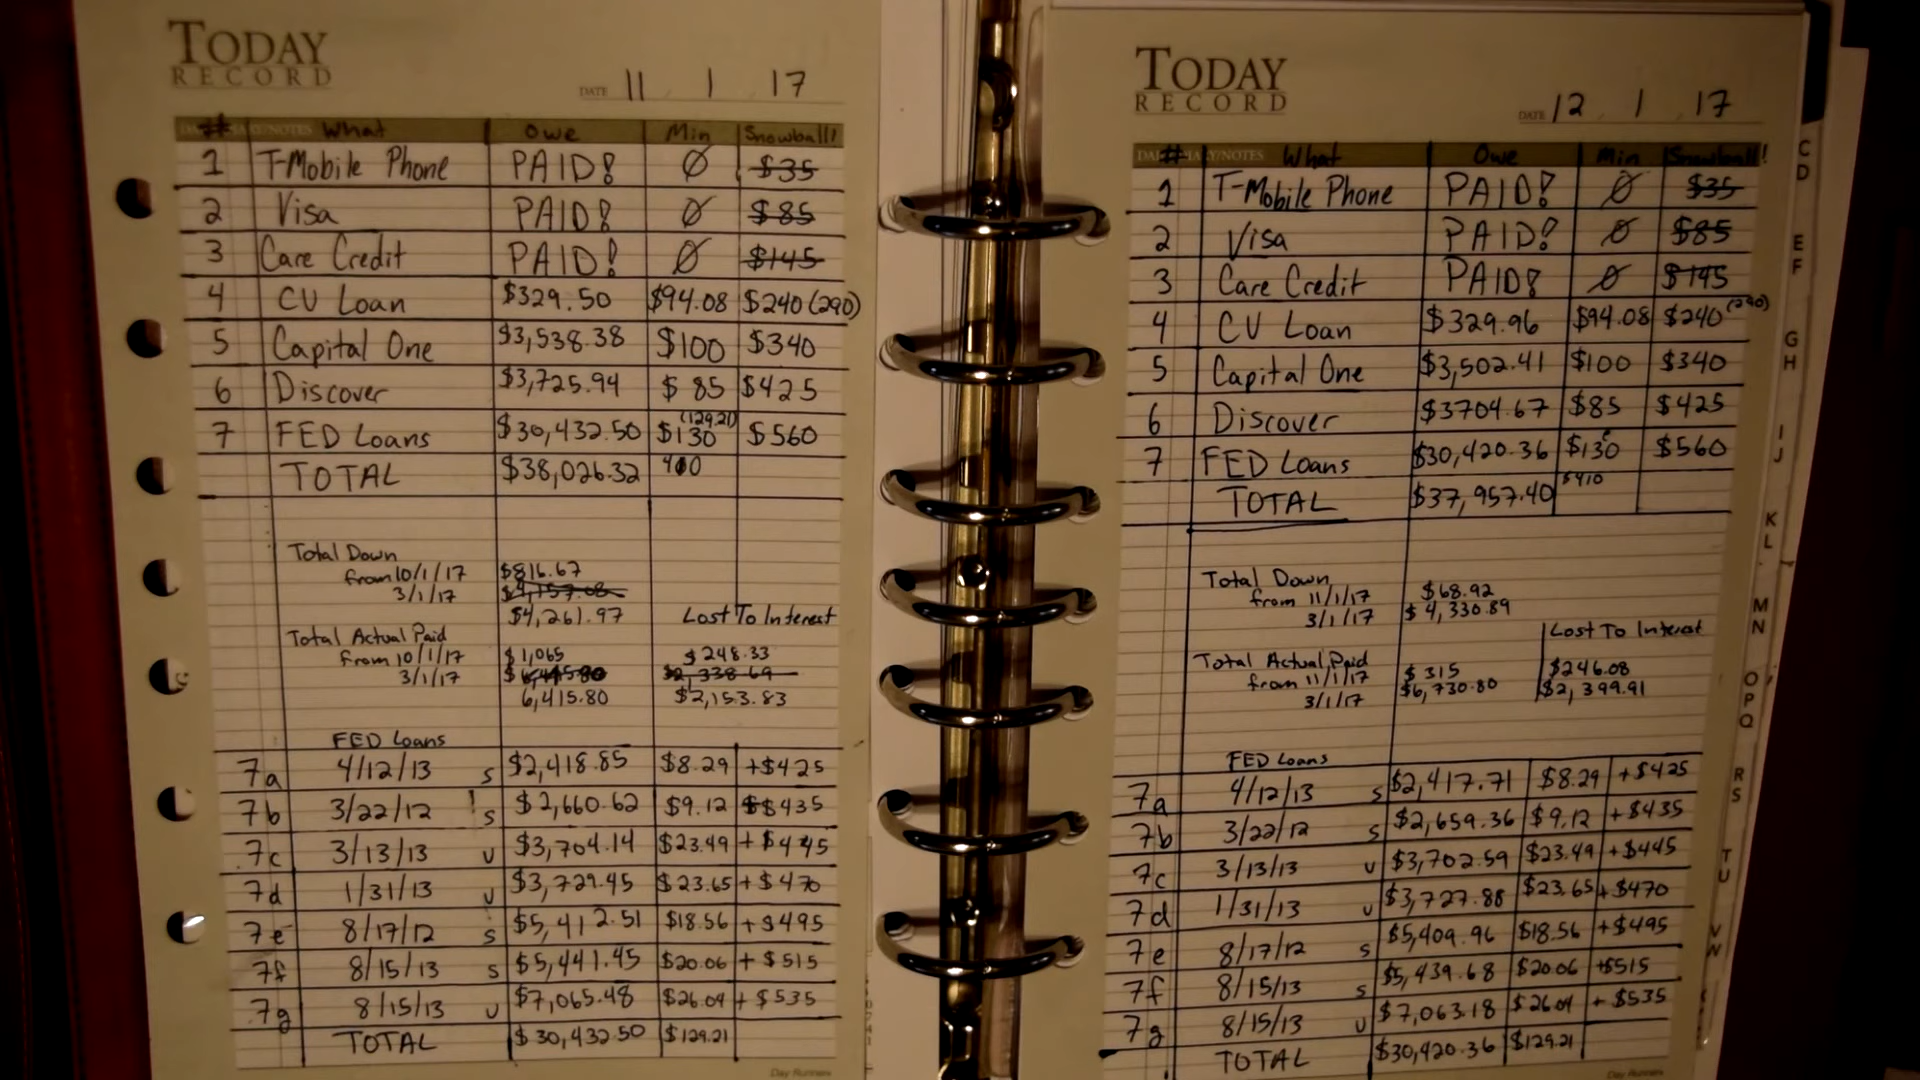 TODAY
RECORD
DATE 11 1 17
# What Owe Min Snowball!
1 T-Mobile Phone PAID! Ø $35
2 Visa PAID! Ø $85
3 Care Credit PAID! Ø $145
4 CU Loan $329.50 $94.08 $240 (290)
5 Capital One $3,538.38 $100 $340
6 Discover $3,725.94 $85 $425
7 FED Loans $30,432.50 (129.21) $130 $560
TOTAL $38,026.32 410
Total Down
from 10/1/17 $816.67
3/1/17 $4,157.08
$4,261.97 Lost To Interest
Total Actual Paid
from 10/1/17 $1,065 $248.33
3/1/17 $2,338.69
6,415.80 $2,153.83
FED Loans
7a 4/12/13 s $2,418.85 $8.29 +$425
7b 3/22/12 s $2,660.62 $9.12 $$435
7c 3/13/13 u $3,704.14 $23.49 +$445
7d 1/31/13 u $3,729.45 $23.65 +$470
7e 8/17/12 s $5,412.51 $18.56 +$495
7f 8/15/13 s $5,441.45 $20.06 +$515
7g 8/15/13 u $7,065.48 $26.04 +$535
TOTAL $30,432.50 $129.21
Day Runner
TODAY
RECORD
DATE 12 1 17
# What Owe Min Snowball!
1 T-Mobile Phone PAID! Ø $35
2 Visa PAID! Ø $85
3 Care Credit PAID! Ø $145
4 CU Loan $329.96 $94.08 $240 (290)
5 Capital One $3,502.41 $100 $340
6 Discover $3704.67 $85 $425
7 FED Loans $30,420.36 $130 $560
TOTAL $37,957.40 $410
Total Down
from 11/1/17 $68.92
3/1/17 $4,330.89
Lost To Interest
Total Actual Paid
from 11/1/17 $315 $246.08
3/1/17 $6,730.80 $2,399.91
FED Loans
7a 4/12/13 s $2,417.71 $8.29 +$425
7b 3/22/12 s $2,659.36 $9.12 +$435
7c 3/13/13 u $3,702.59 $23.49 +$445
7d 1/31/13 u $3,727.88 $23.65 +$470
7e 8/17/12 s $5,409.96 $18.56 +$495
7f 8/15/13 s $5,439.68 $20.06 +$515
7g 8/15/13 u $7,063.18 $26.04 +$535
TOTAL $30,420.36 $129.21
C
D
E
F
G
H
I
J
K
L
M
N
O
P
Q
R
S
T
U
V
W